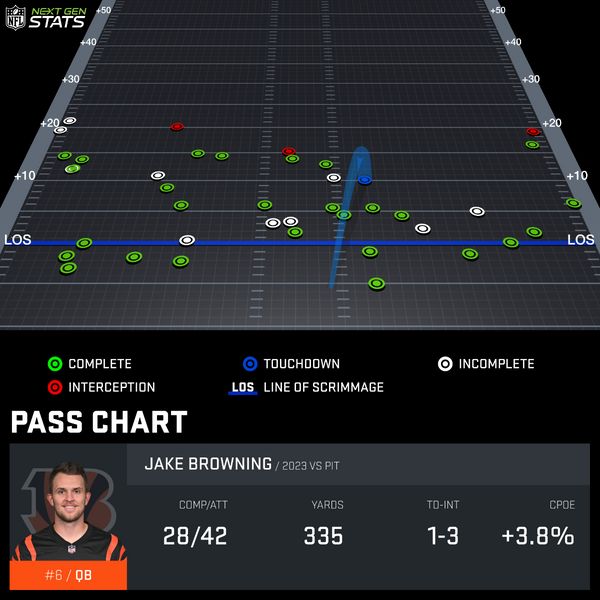 NFL NEXT GEN STATS
+50 +50
+40 +40
+30 +30
+20 +20
+10 +10
LOS LOS
COMPLETE TOUCHDOWN INCOMPLETE
INTERCEPTION LOS LINE OF SCRIMMAGE
PASS CHART
JAKE BROWNING / 2023 VS PIT
COMP/ATT YARDS TD-INT CPOE
28/42 335 1-3 +3.8%
#6 / QB